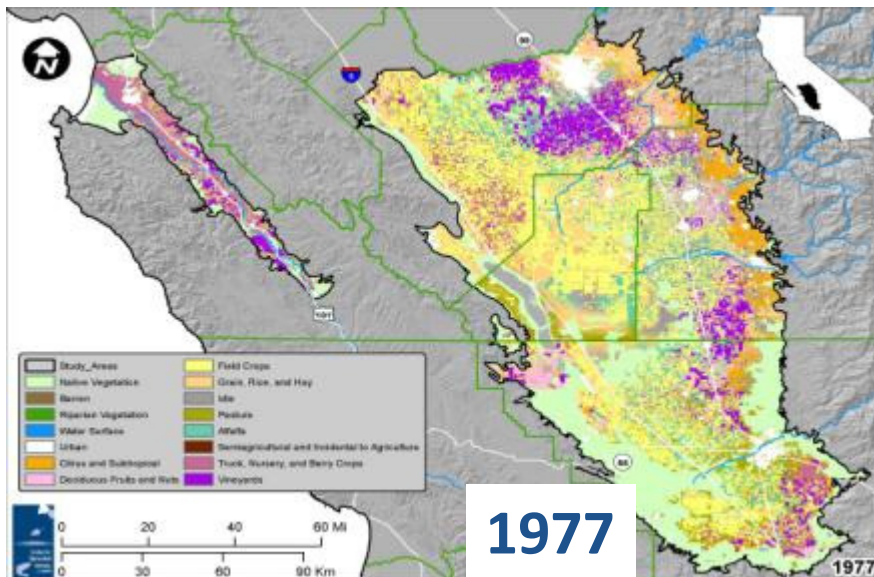 N
99
5
101
Study_Areas
Native Vegetation
Barren
Riparian Vegetation
Water Surface
Urban
Citrus and Subtropical
Deciduous Fruits and Nuts
Field Crops
Grain, Rice, and Hay
Idle
Pasture
Alfalfa
Semiagricultural and Incidental to Agriculture
Truck, Nursery, and Berry Crops
Vineyards
0 20 40 60 Mi
0 30 60 90 Km
1977
1977